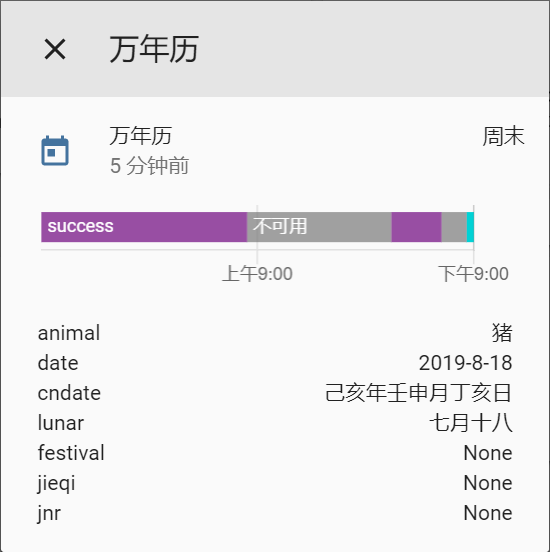 万年历
万年历 周末
5 分钟前
success 不可用
上午9:00 下午9:00
animal 猪
date 2019-8-18
cndate 己亥年壬申月丁亥日
lunar 七月十八
festival None
jieqi None
jnr None